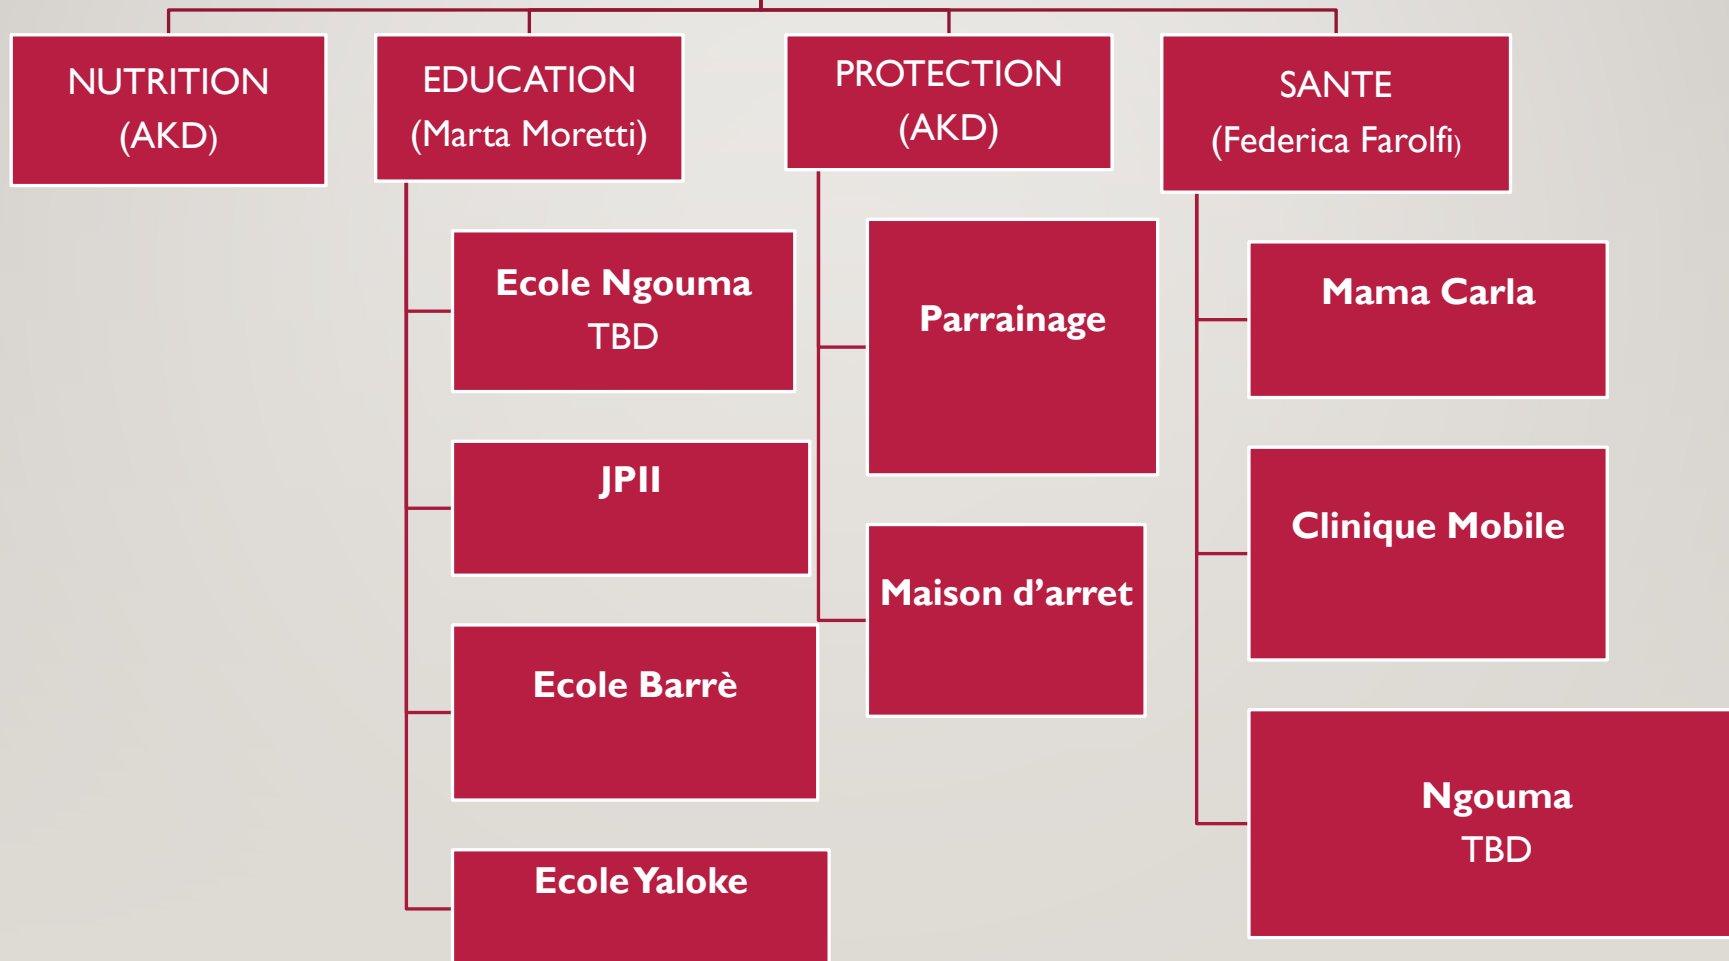 NUTRITION
(AKD)
EDUCATION
(Marta Moretti)
Ecole Ngouma
TBD
JPII
Ecole Barrè
Ecole Yaloke
PROTECTION
(AKD)
Parrainage
Maison d’arret
SANTE
(Federica Farolfi)
Mama Carla
Clinique Mobile
Ngouma
TBD